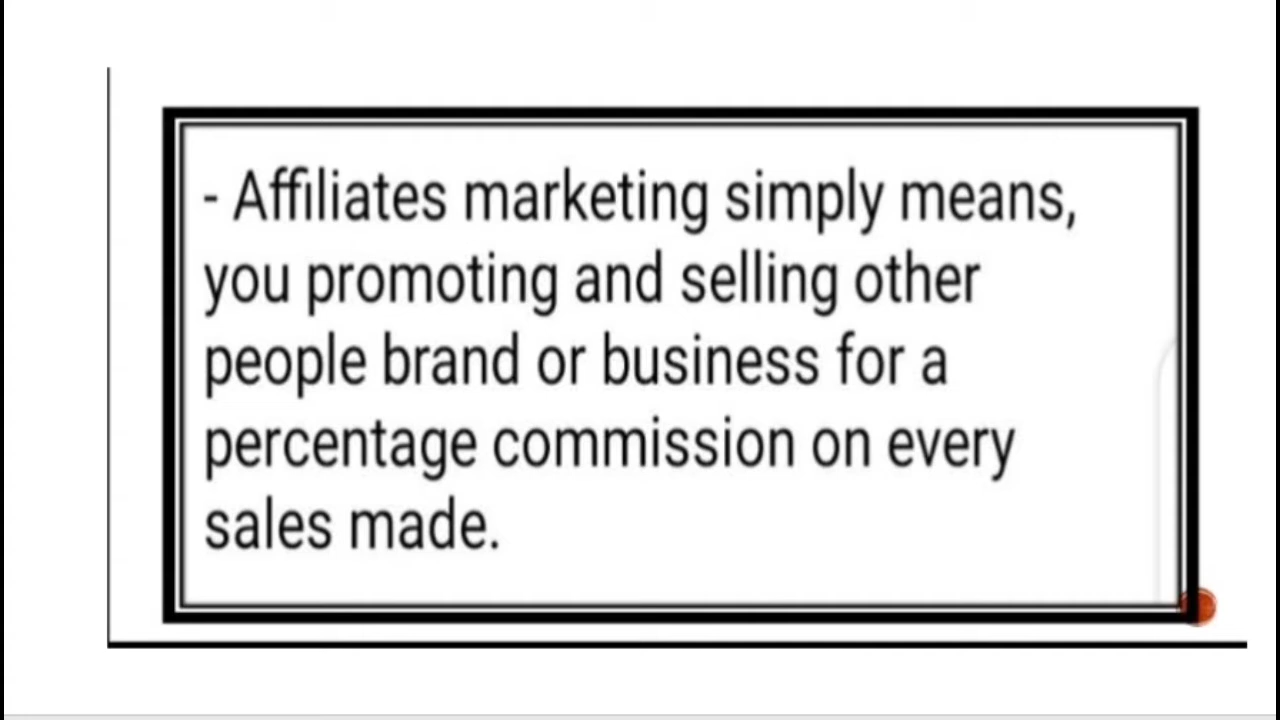 - Affiliates marketing simply means,
you promoting and selling other
people brand or business for a
percentage commission on every
sales made.